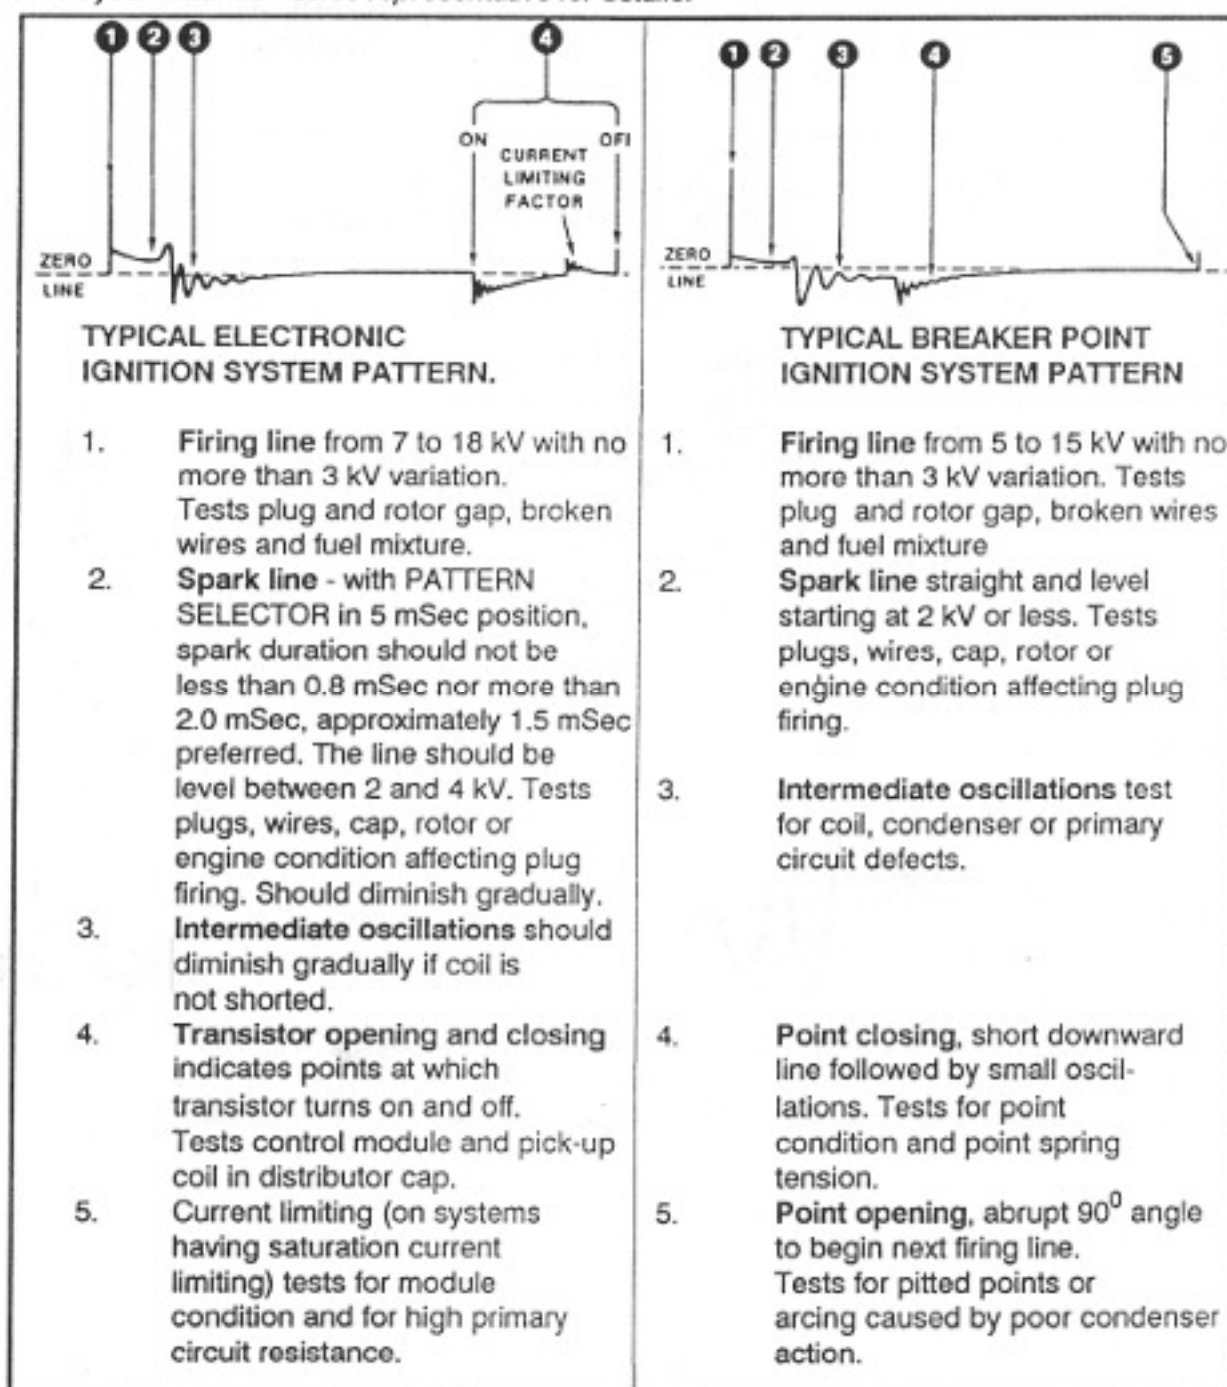 1 2 3 4
ON OFF
CURRENT
LIMITING
FACTOR
ZERO
LINE
TYPICAL ELECTRONIC
IGNITION SYSTEM PATTERN.
1. Firing line from 7 to 18 kV with no
more than 3 kV variation.
Tests plug and rotor gap, broken
wires and fuel mixture.
2. Spark line - with PATTERN
SELECTOR in 5 mSec position,
spark duration should not be
less than 0.8 mSec nor more than
2.0 mSec, approximately 1.5 mSec
preferred. The line should be
level between 2 and 4 kV. Tests
plugs, wires, cap, rotor or
engine condition affecting plug
firing. Should diminish gradually.
3. Intermediate oscillations should
diminish gradually if coil is
not shorted.
4. Transistor opening and closing
indicates points at which
transistor turns on and off.
Tests control module and pick-up
coil in distributor cap.
5. Current limiting (on systems
having saturation current
limiting) tests for module
condition and for high primary
circuit resistance.
1 2 3 4 5
ZERO
LINE
TYPICAL BREAKER POINT
IGNITION SYSTEM PATTERN
1. Firing line from 5 to 15 kV with no
more than 3 kV variation. Tests
plug and rotor gap, broken wires
and fuel mixture
2. Spark line straight and level
starting at 2 kV or less. Tests
plugs, wires, cap, rotor or
engine condition affecting plug
firing.
3. Intermediate oscillations test
for coil, condenser or primary
circuit defects.
4. Point closing, short downward
line followed by small oscil-
lations. Tests for point
condition and point spring
tension.
5. Point opening, abrupt 90⁰ angle
to begin next firing line.
Tests for pitted points or
arcing caused by poor condenser
action.